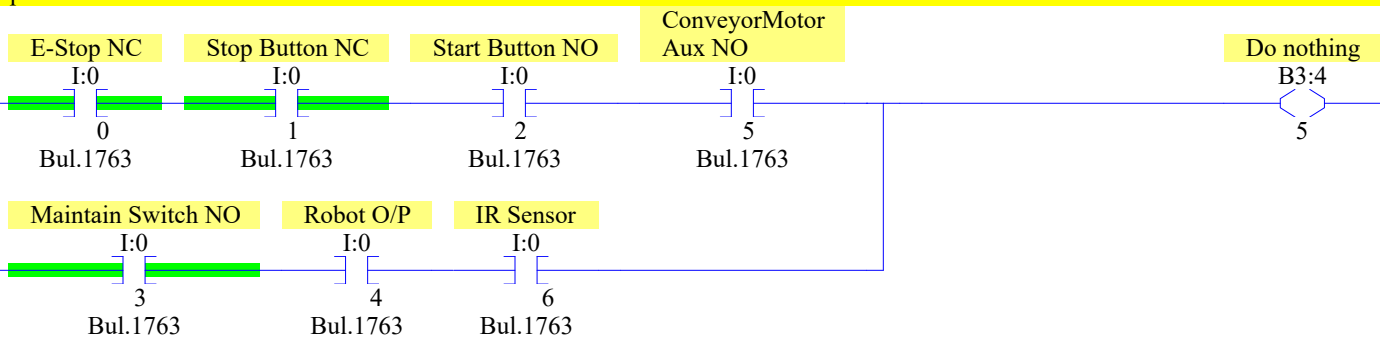 E-Stop NC Stop Button NC Start Button NO ConveyorMotor Aux NO Do nothing
I:0 I:0 I:0 I:0 B3:4
0 1 2 5 5
Bul.1763 Bul.1763 Bul.1763 Bul.1763
Maintain Switch NO Robot O/P IR Sensor
I:0 I:0 I:0
3 4 6
Bul.1763 Bul.1763 Bul.1763